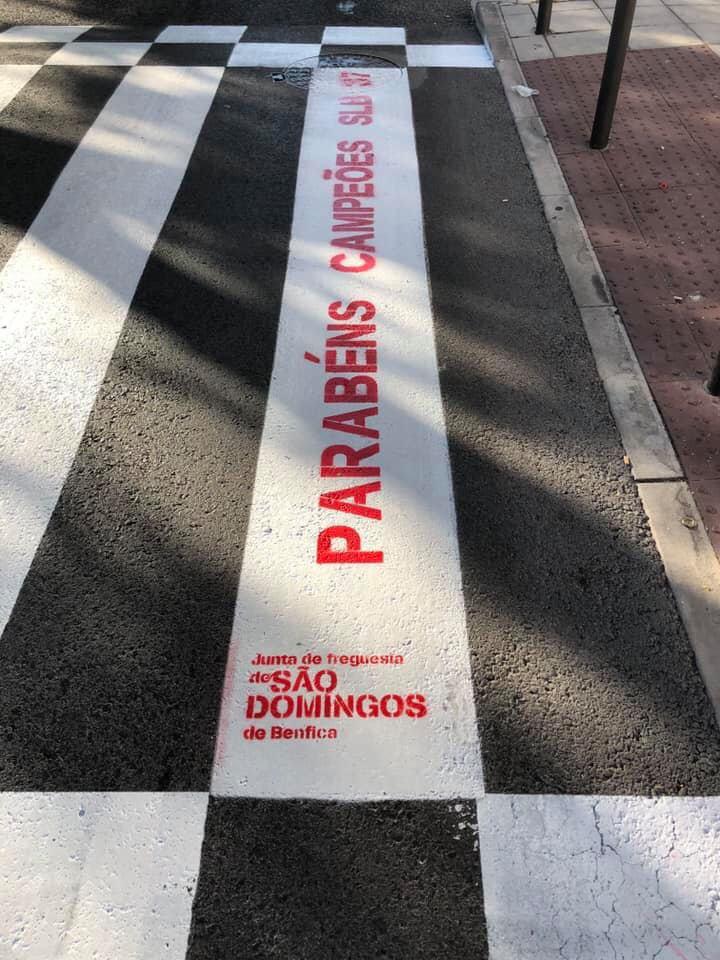 PARABÉNS CAMPEÕES SLB "37"
Junta de freguesia
de SÃO
DOMINGOS
de Benfica